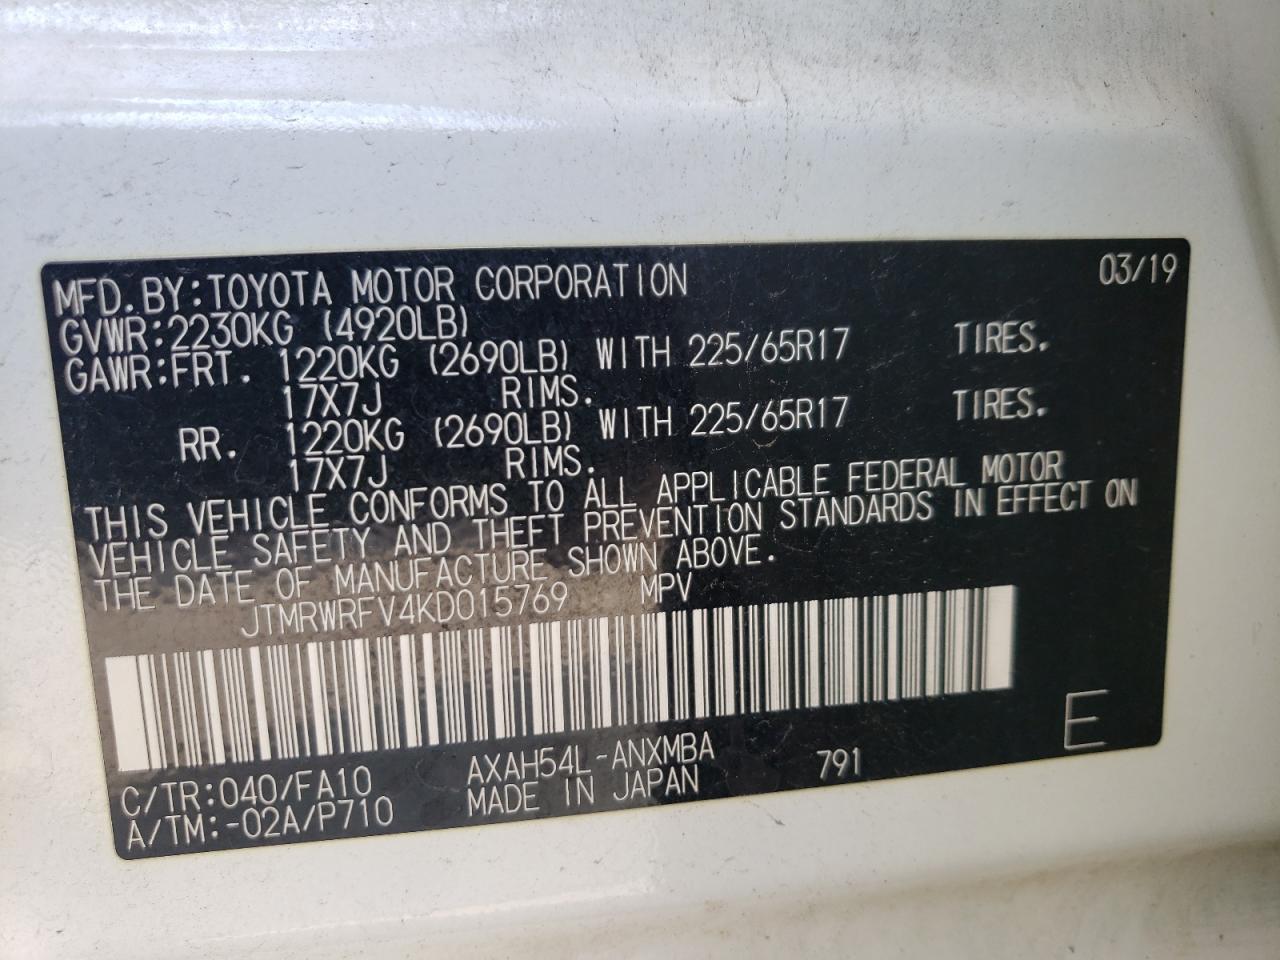 MFD.BY:TOYOTA MOTOR CORPORATION 03/19
GVWR:2230KG (4920LB)
GAWR:FRT. 1220KG (2690LB) WITH 225/65R17 TIRES.
17X7J RIMS.
RR. 1220KG (2690LB) WITH 225/65R17 TIRES.
17X7J RIMS.
THIS VEHICLE CONFORMS TO ALL APPLICABLE FEDERAL MOTOR
VEHICLE SAFETY AND THEFT PREVENTION STANDARDS IN EFFECT ON
THE DATE OF MANUFACTURE SHOWN ABOVE.
JTMRWRFV4KD015769 MPV
E
C/TR:040/FA10 AXAH54L-ANXMBA 791
A/TM:-02A/P710 MADE IN JAPAN